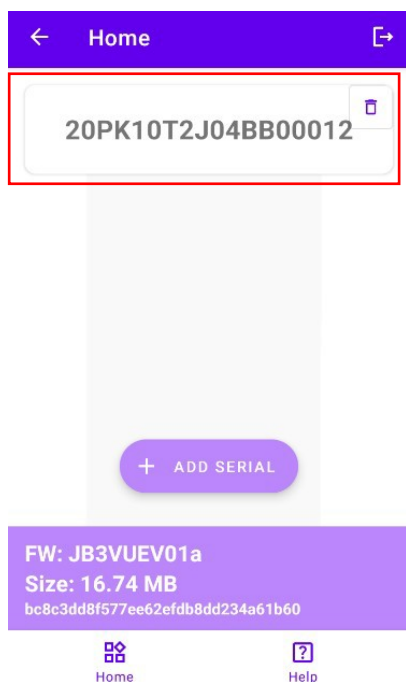 Home
20PK10T2J04BB00012
+ ADD SERIAL
FW: JB3VUEV01a
Size: 16.74 MB
bc8c3dd8f577ee62efdb8dd234a61b60
Home
Help